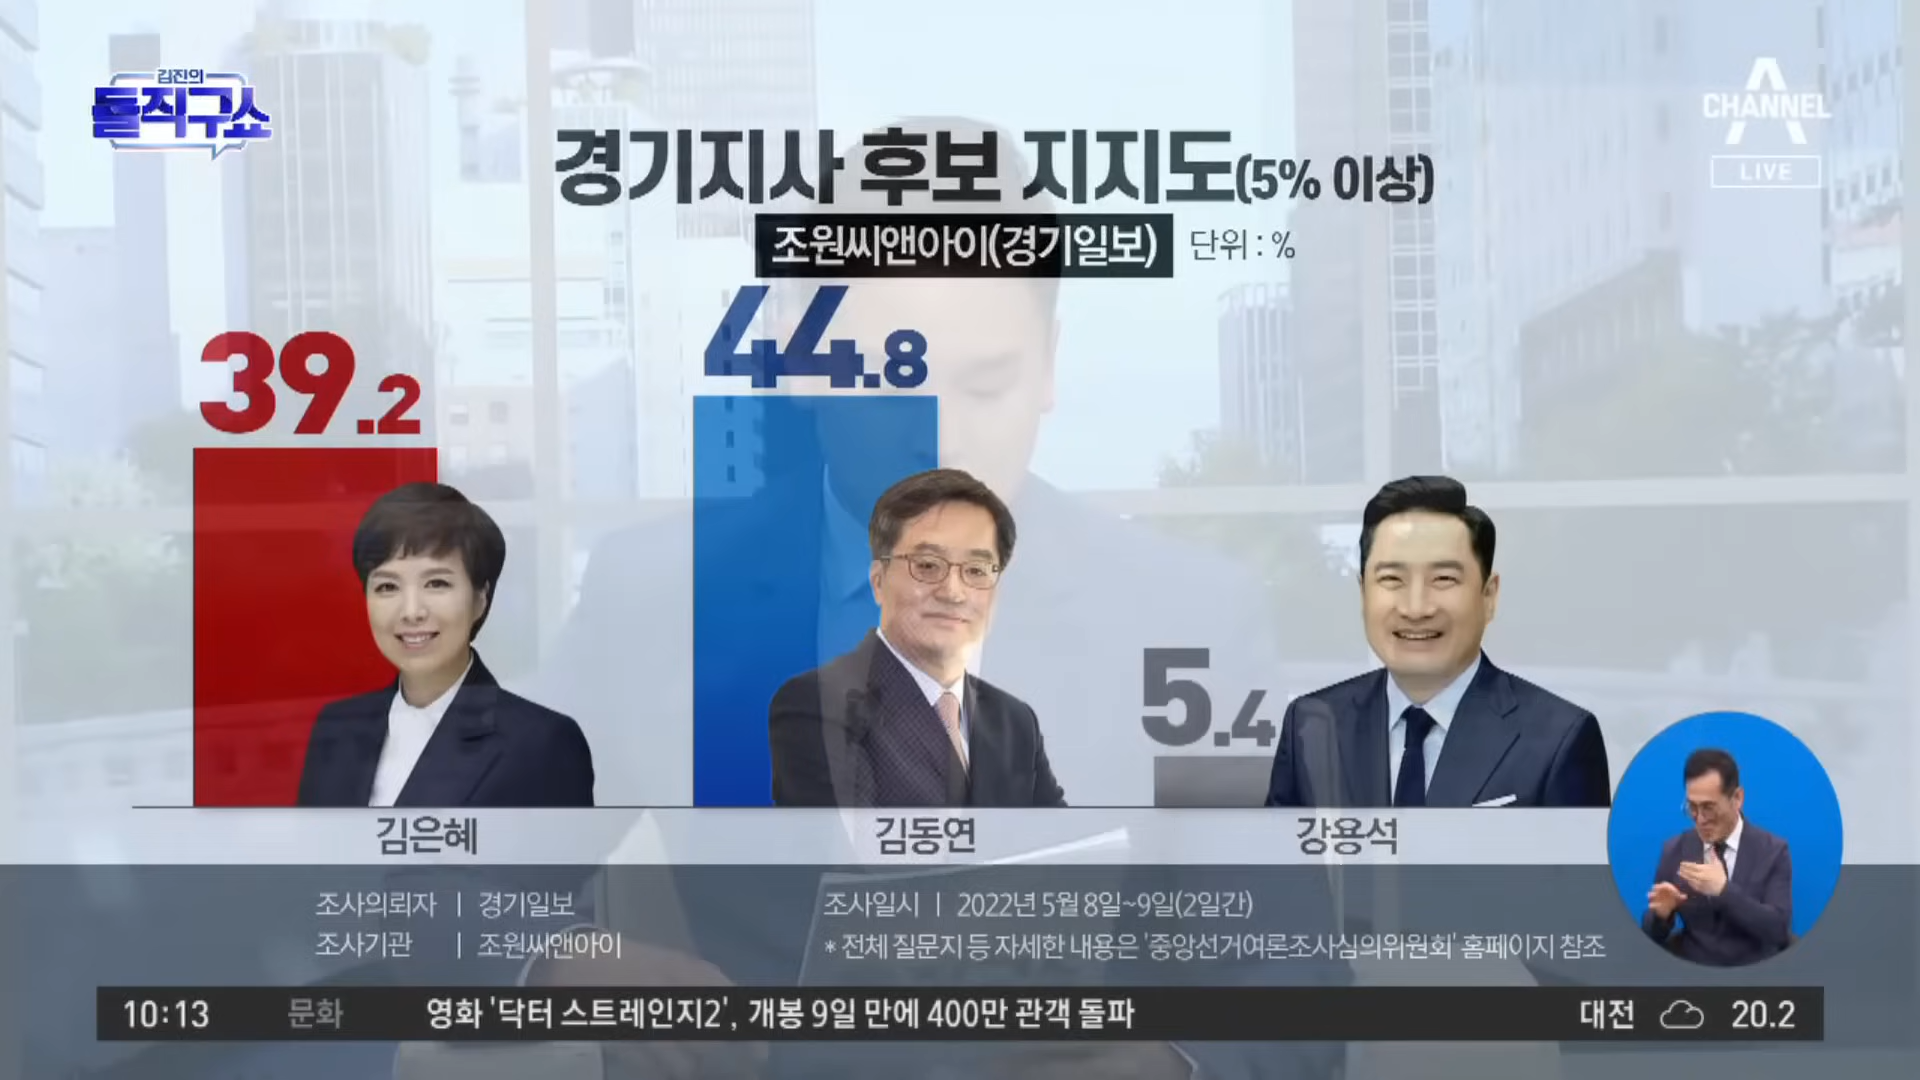 김진의
돌직구쇼
CHANNEL A
LIVE
경기지사 후보 지지도(5% 이상)
조원씨앤아이(경기일보) 단위 : %
39.2
44.8
5.4
김은혜 김동연 강용석
조사의뢰자 | 경기일보 조사일시 | 2022년 5월 8일~9일(2일간)
조사기관 | 조원씨앤아이 * 전체 질문지 등 자세한 내용은 '중앙선거여론조사심의위원회' 홈페이지 참조
10:13 문화 영화 '닥터 스트레인지2', 개봉 9일 만에 400만 관객 돌파 대전 20.2